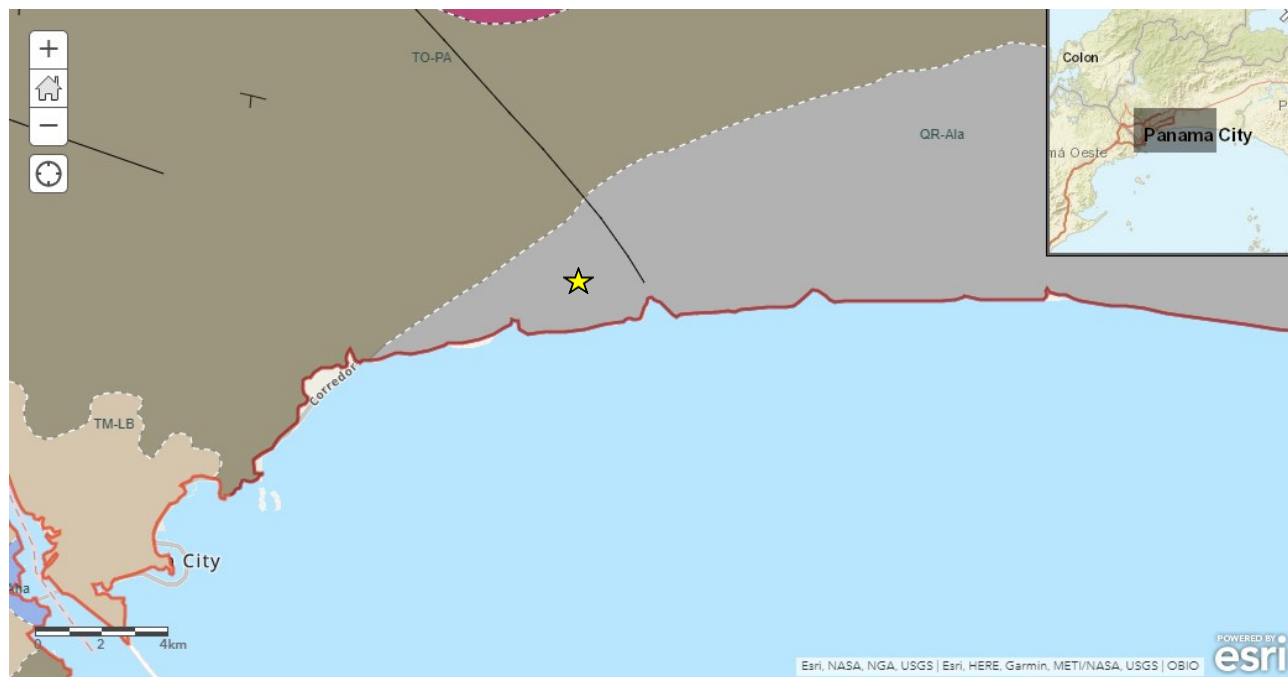 TO-PA
QR-Ala
Colon
Panama City
má Oeste
P
Corredor
TM-LB
City
0 2 4km
POWERED BY
esri
Esri, NASA, NGA, USGS | Esri, HERE, Garmin, METI/NASA, USGS | OBIO